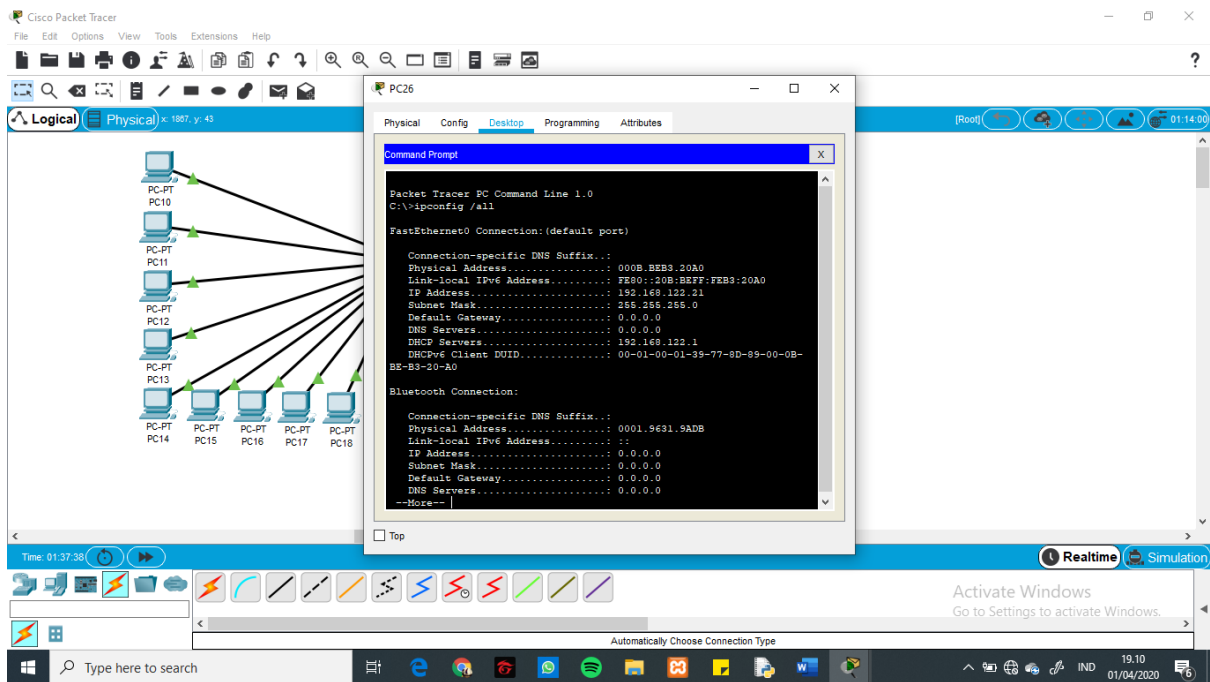 Cisco Packet Tracer
File Edit Options View Tools Extensions Help
?
Logical Physical x: 1867, y: 43
[Root] 01:14:00
PC26
Physical Config Desktop Programming Attributes
Command Prompt
X
Packet Tracer PC Command Line 1.0
C:\>ipconfig /all
FastEthernet0 Connection:(default port)
Connection-specific DNS Suffix..:
Physical Address................: 000B.BEB3.20A0
Link-local IPv6 Address.........: FE80::20B:BEFF:FEB3:20A0
IP Address......................: 192.168.122.21
Subnet Mask.....................: 255.255.255.0
Default Gateway.................: 0.0.0.0
DNS Servers.....................: 0.0.0.0
DHCP Servers....................: 192.168.122.1
DHCPv6 Client DUID..............: 00-01-00-01-39-77-8D-89-00-0B-
BE-B3-20-A0
Bluetooth Connection:
Connection-specific DNS Suffix..:
Physical Address................: 0001.9631.9ADB
Link-local IPv6 Address.........: ::
IP Address......................: 0.0.0.0
Subnet Mask.....................: 0.0.0.0
Default Gateway.................: 0.0.0.0
DNS Servers.....................: 0.0.0.0
--More--
Top
PC-PT
PC10
PC-PT
PC11
PC-PT
PC12
PC-PT
PC13
PC-PT
PC14
PC-PT
PC15
PC-PT
PC16
PC-PT
PC17
PC-PT
PC18
Time: 01:37:38
Realtime Simulation
Activate Windows
Go to Settings to activate Windows.
Automatically Choose Connection Type
Type here to search
IND
19.10
01/04/2020
6